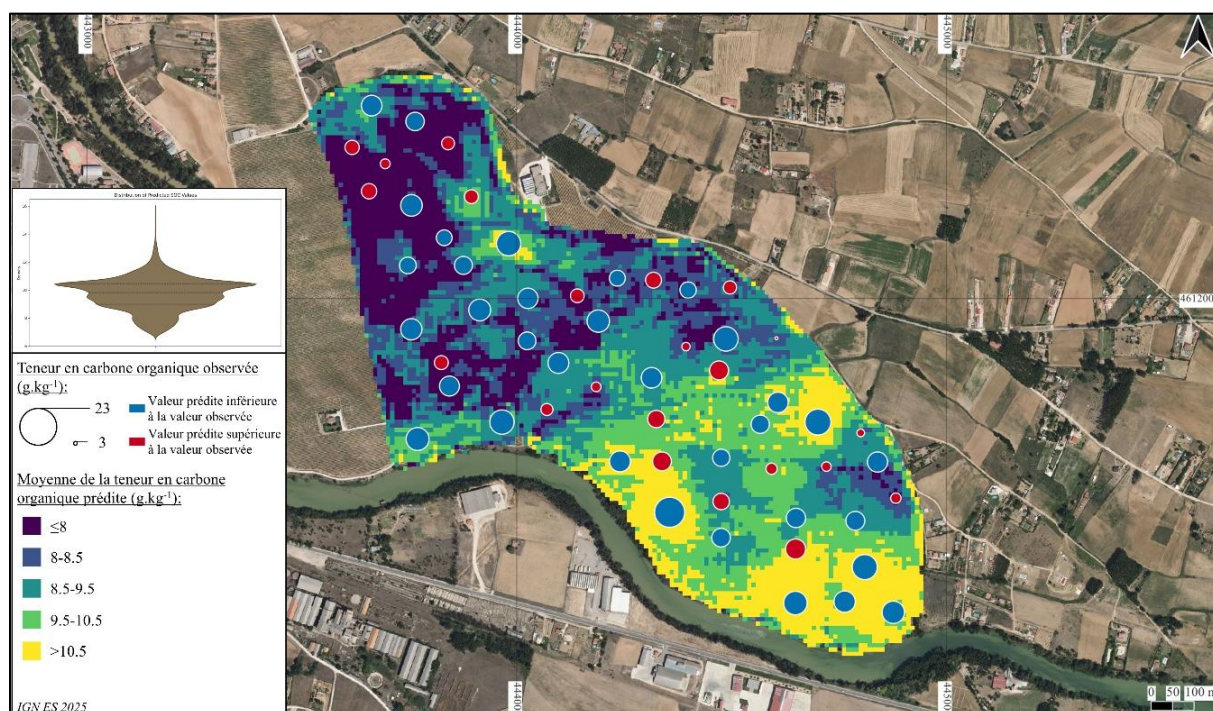 443000
444000
445000
461200
Distribution of Predicted SOC Values
Teneur en carbone organique observée
(g.kg⁻¹):
23
3
Valeur prédite inférieure
à la valeur observée
Valeur prédite supérieure
à la valeur observée
Moyenne de la teneur en carbone
organique prédite (g.kg⁻¹):
≤8
8-8.5
8.5-9.5
9.5-10.5
>10.5
IGN ES 2025
444000
445000
0 50 100 m